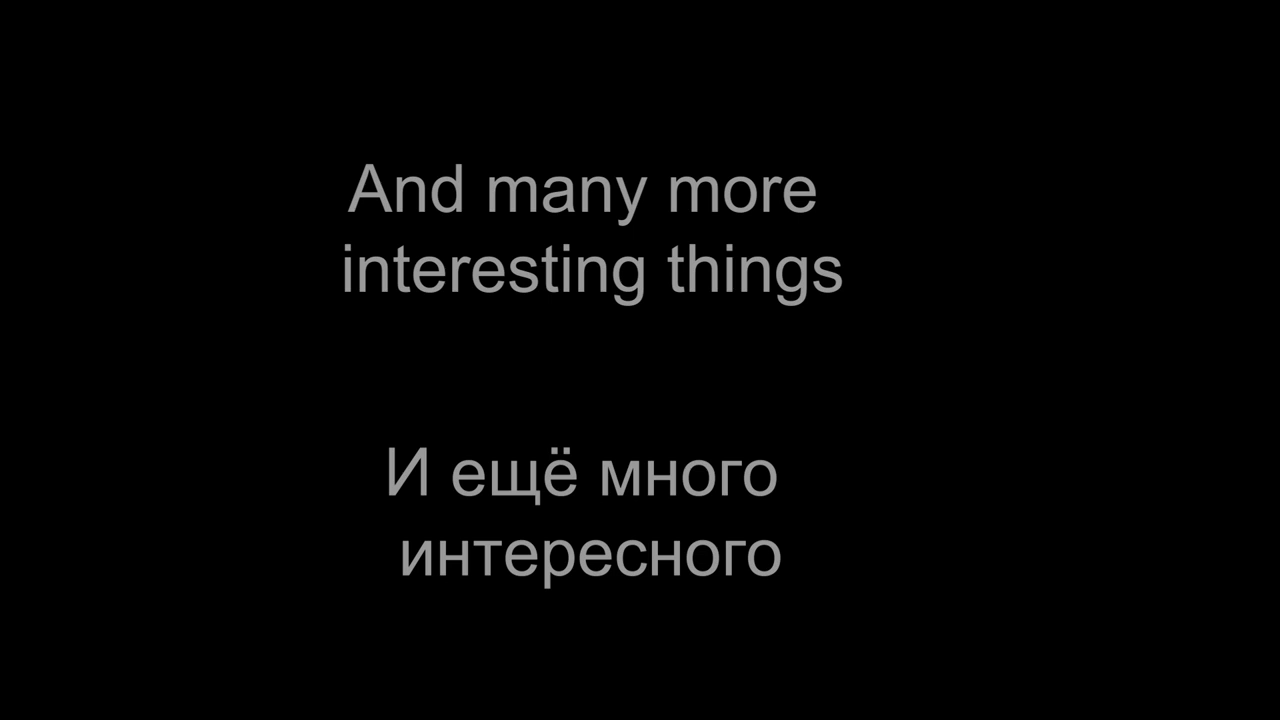 And many more
interesting things
И ещё много
интересного